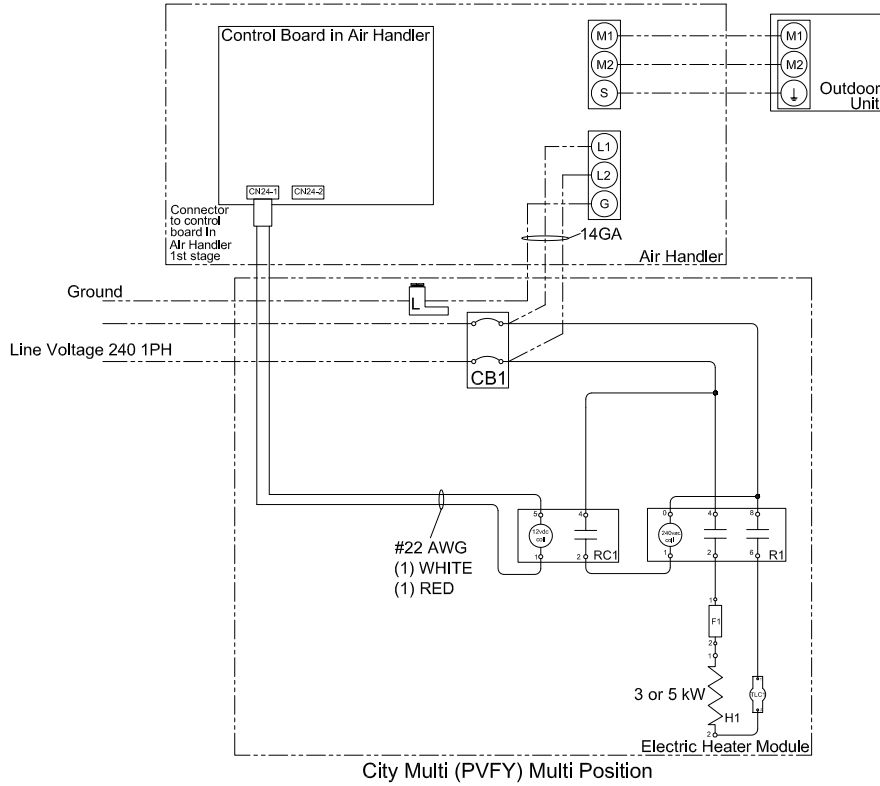 Control Board in Air Handler
M1
M2
S
M1
M2
Outdoor
Unit
L1
L2
G
CN24-1
CN24-2
Connector
to control
board In
Air Handler
1st stage
14GA
Air Handler
Ground
L
Line Voltage 240 1PH
CB1
5
4
12vdc
coil
1
2
RC1
0
4
8
240vac
coil
1
2
6
R1
#22 AWG
(1) WHITE
(1) RED
1
F1
2
1
3 or 5 kW
H1
2
TLC1
Electric Heater Module
City Multi (PVFY) Multi Position